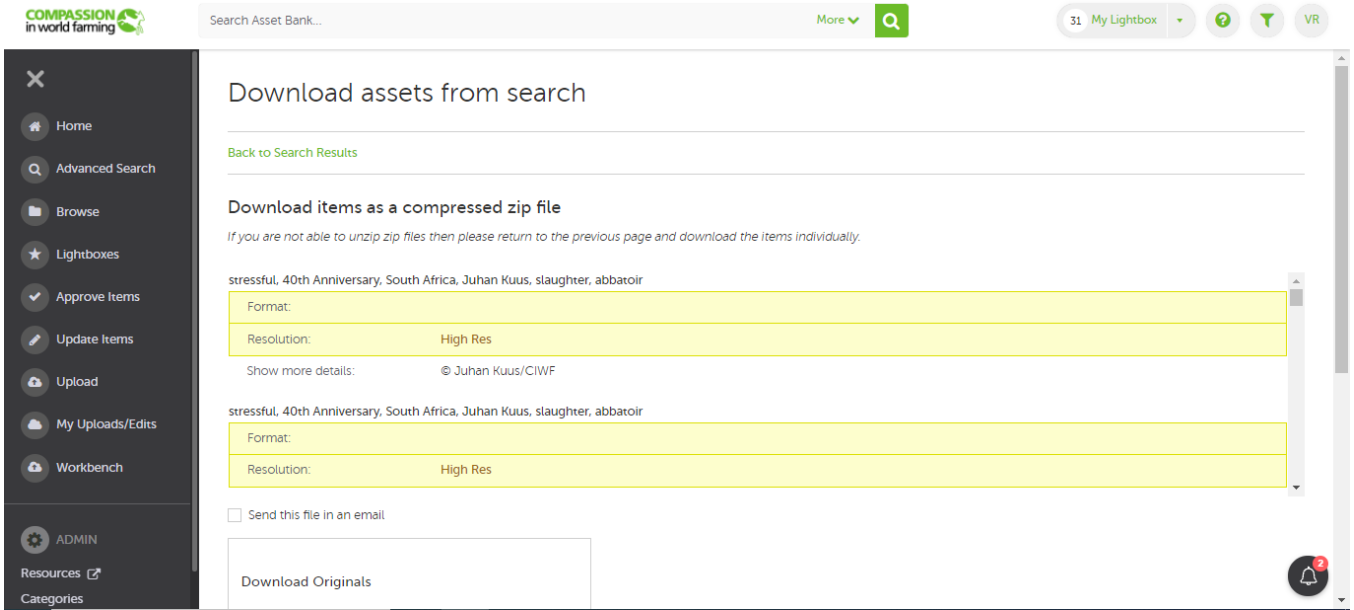 COMPASSION
in world farming
Search Asset Bank...
More
31 My Lightbox
?
VR
Home
Advanced Search
Browse
Lightboxes
Approve Items
Update Items
Upload
My Uploads/Edits
Workbench
ADMIN
Resources
Categories
Download assets from search
Back to Search Results
Download items as a compressed zip file
If you are not able to unzip zip files then please return to the previous page and download the items individually.
stressful, 40th Anniversary, South Africa, Juhan Kuus, slaughter, abbatoir
Format:
Resolution: High Res
Show more details: © Juhan Kuus/CIWF
stressful, 40th Anniversary, South Africa, Juhan Kuus, slaughter, abbatoir
Format:
Resolution: High Res
Send this file in an email
Download Originals
2